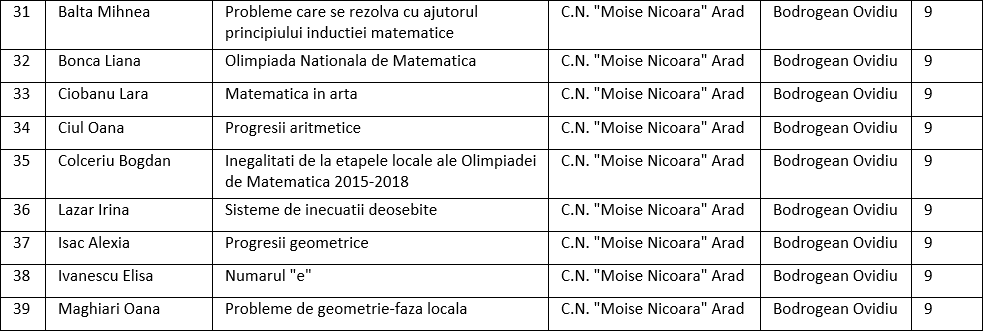 31 Balta Mihnea Probleme care se rezolva cu ajutorul C.N. "Moise Nicoara" Arad Bodrogean Ovidiu 9
principiului inductiei matematice
32 Bonca Liana Olimpiada Nationala de Matematica C.N. "Moise Nicoara" Arad Bodrogean Ovidiu 9
33 Ciobanu Lara Matematica in arta C.N. "Moise Nicoara" Arad Bodrogean Ovidiu 9
34 Ciul Oana Progresii aritmetice C.N. "Moise Nicoara" Arad Bodrogean Ovidiu 9
35 Colceriu Bogdan Inegalitati de la etapele locale ale Olimpiadei C.N. "Moise Nicoara" Arad Bodrogean Ovidiu 9
de Matematica 2015-2018
36 Lazar Irina Sisteme de inecuatii deosebite C.N. "Moise Nicoara" Arad Bodrogean Ovidiu 9
37 Isac Alexia Progresii geometrice C.N. "Moise Nicoara" Arad Bodrogean Ovidiu 9
38 Ivanescu Elisa Numarul "e" C.N. "Moise Nicoara" Arad Bodrogean Ovidiu 9
39 Maghiari Oana Probleme de geometrie-faza locala C.N. "Moise Nicoara" Arad Bodrogean Ovidiu 9